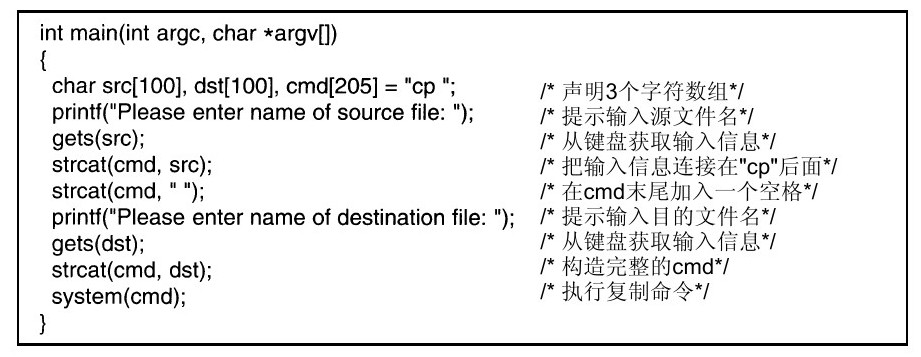 int main(int argc, char *argv[])
{
char src[100], dst[100], cmd[205] = "cp "; /* 声明3个字符数组*/
printf("Please enter name of source file: "); /* 提示输入源文件名*/
gets(src); /* 从键盘获取输入信息*/
strcat(cmd, src); /* 把输入信息连接在"cp"后面*/
strcat(cmd, " "); /* 在cmd末尾加入一个空格*/
printf("Please enter name of destination file: "); /* 提示输入目的文件名*/
gets(dst); /* 从键盘获取输入信息*/
strcat(cmd, dst); /* 构造完整的cmd*/
system(cmd); /* 执行复制命令*/
}